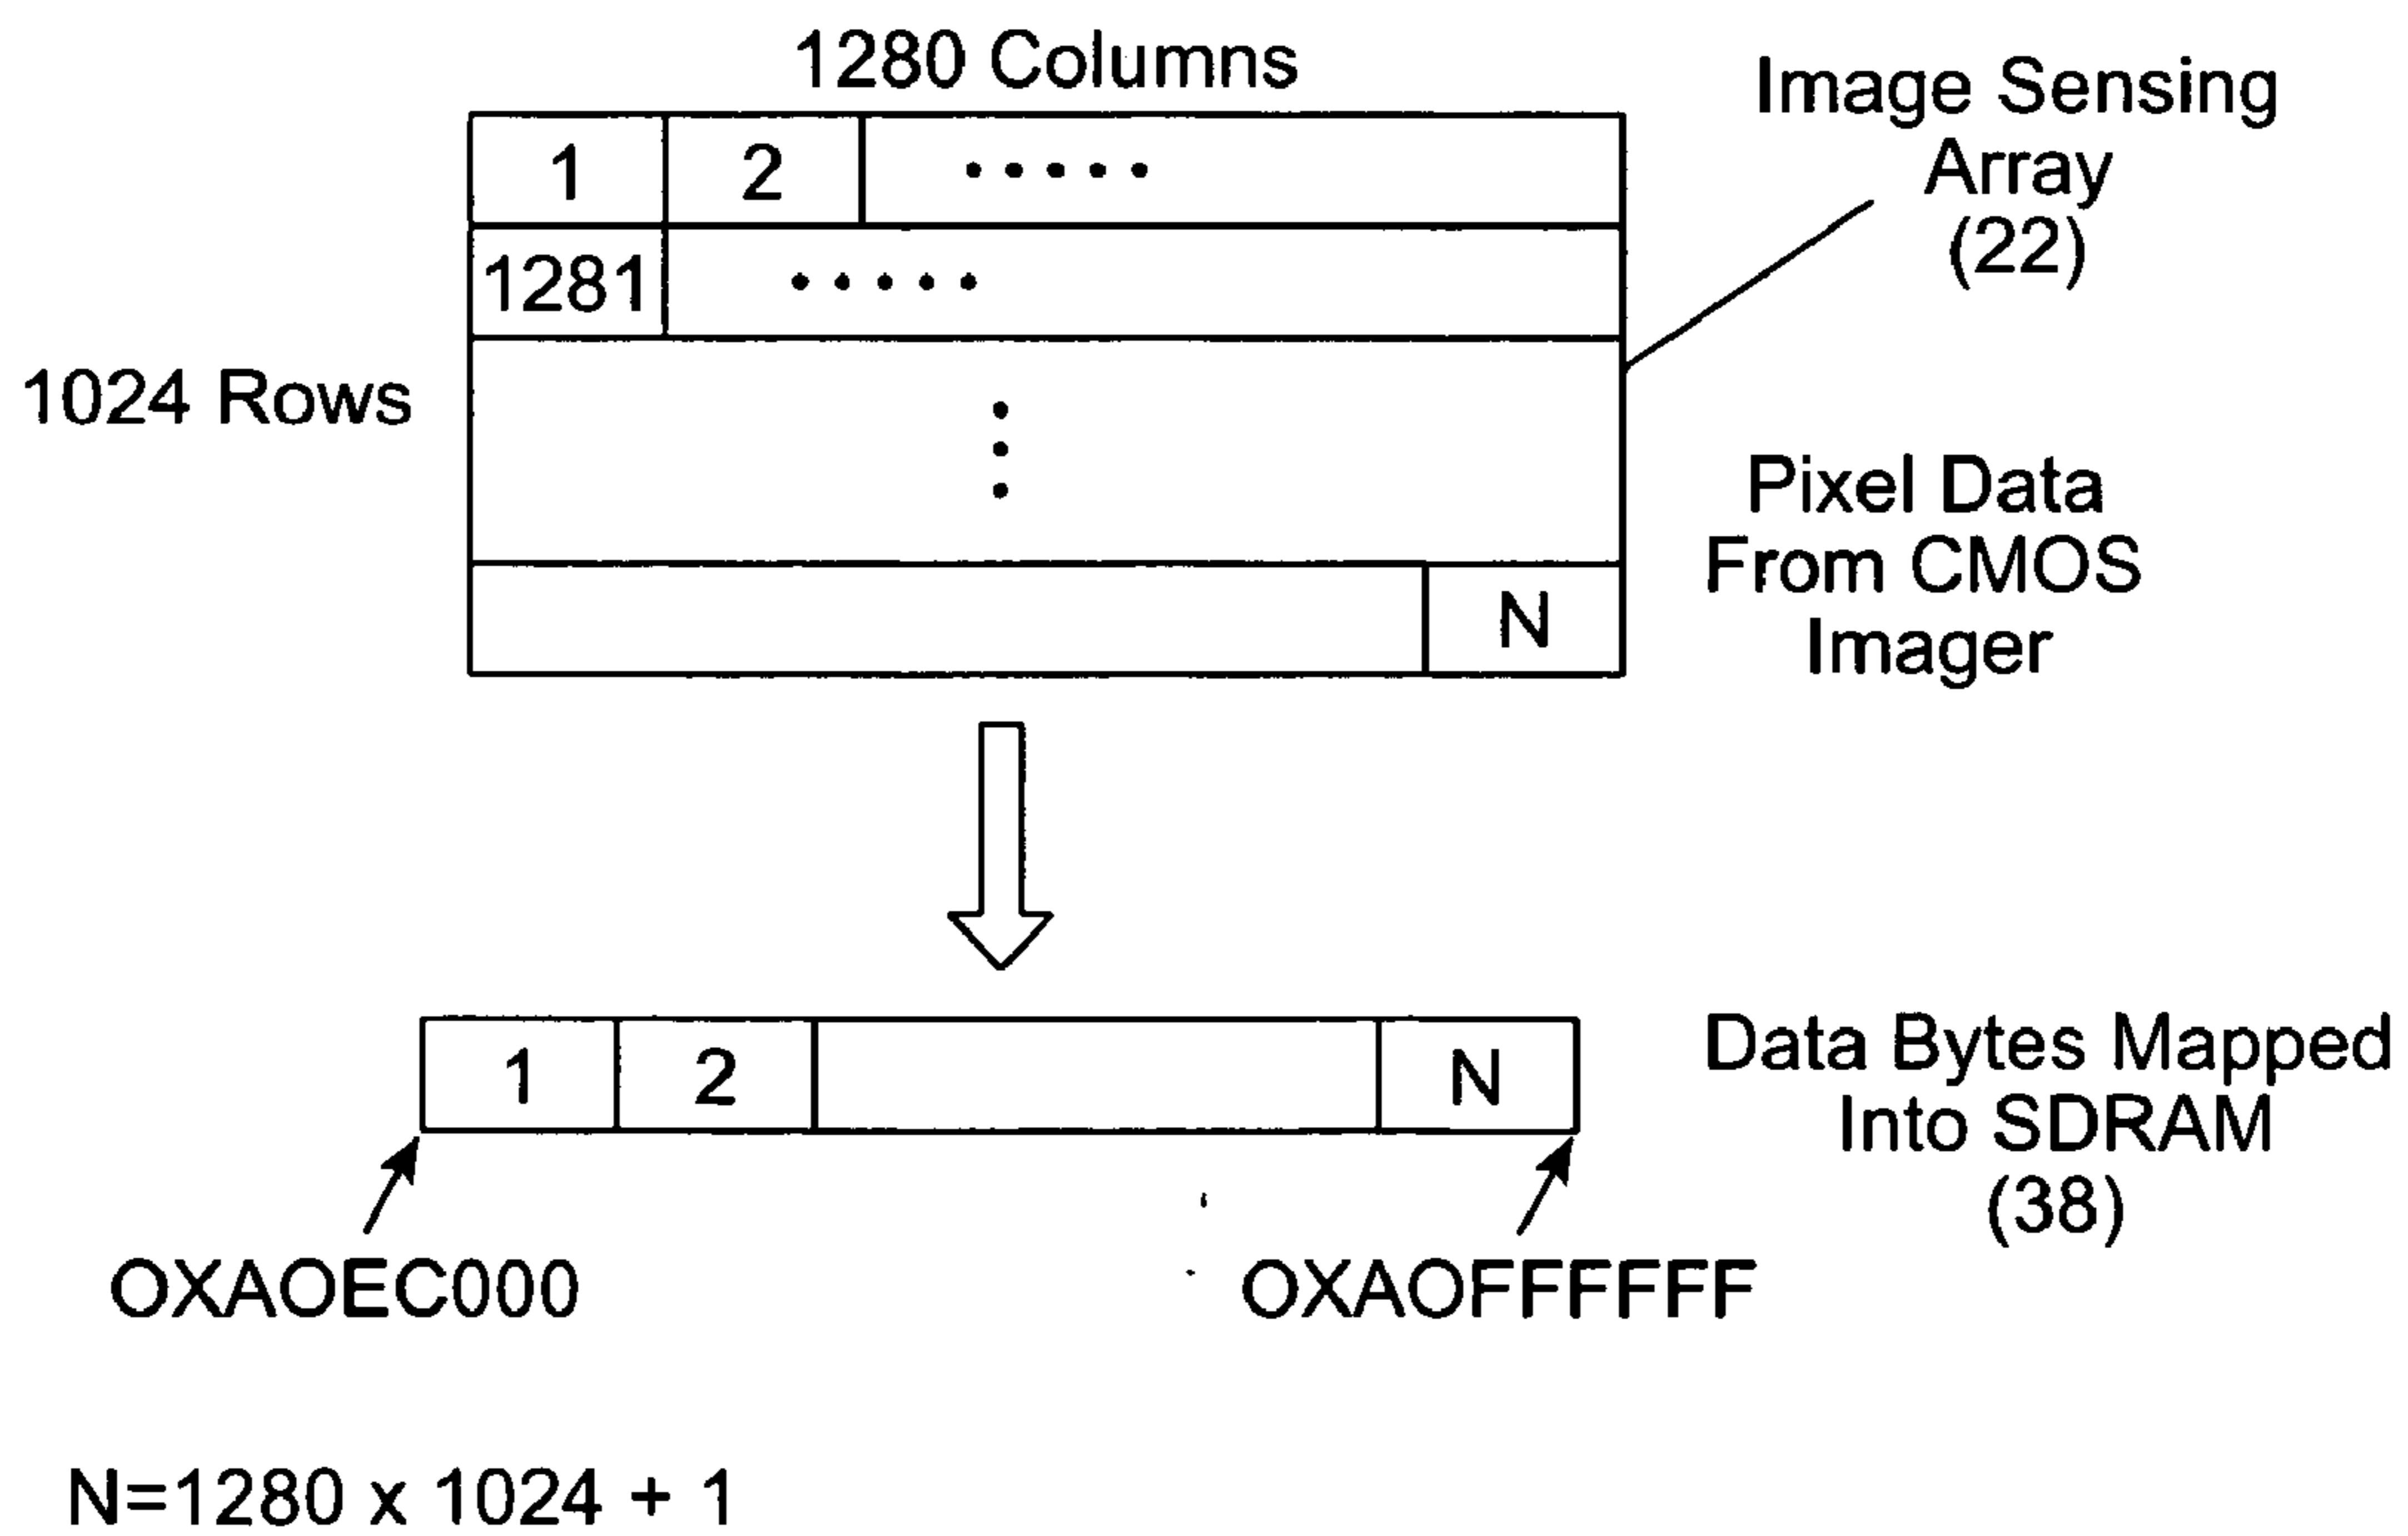 1280 Columns
1 2 .....
1281 .....
1024 Rows
N
Image Sensing
Array
(22)
Pixel Data
From CMOS
Imager
1 2 N
Data Bytes Mapped
Into SDRAM
(38)
OXAOEC000
OXAOFFFFFF
N=1280 x 1024 + 1